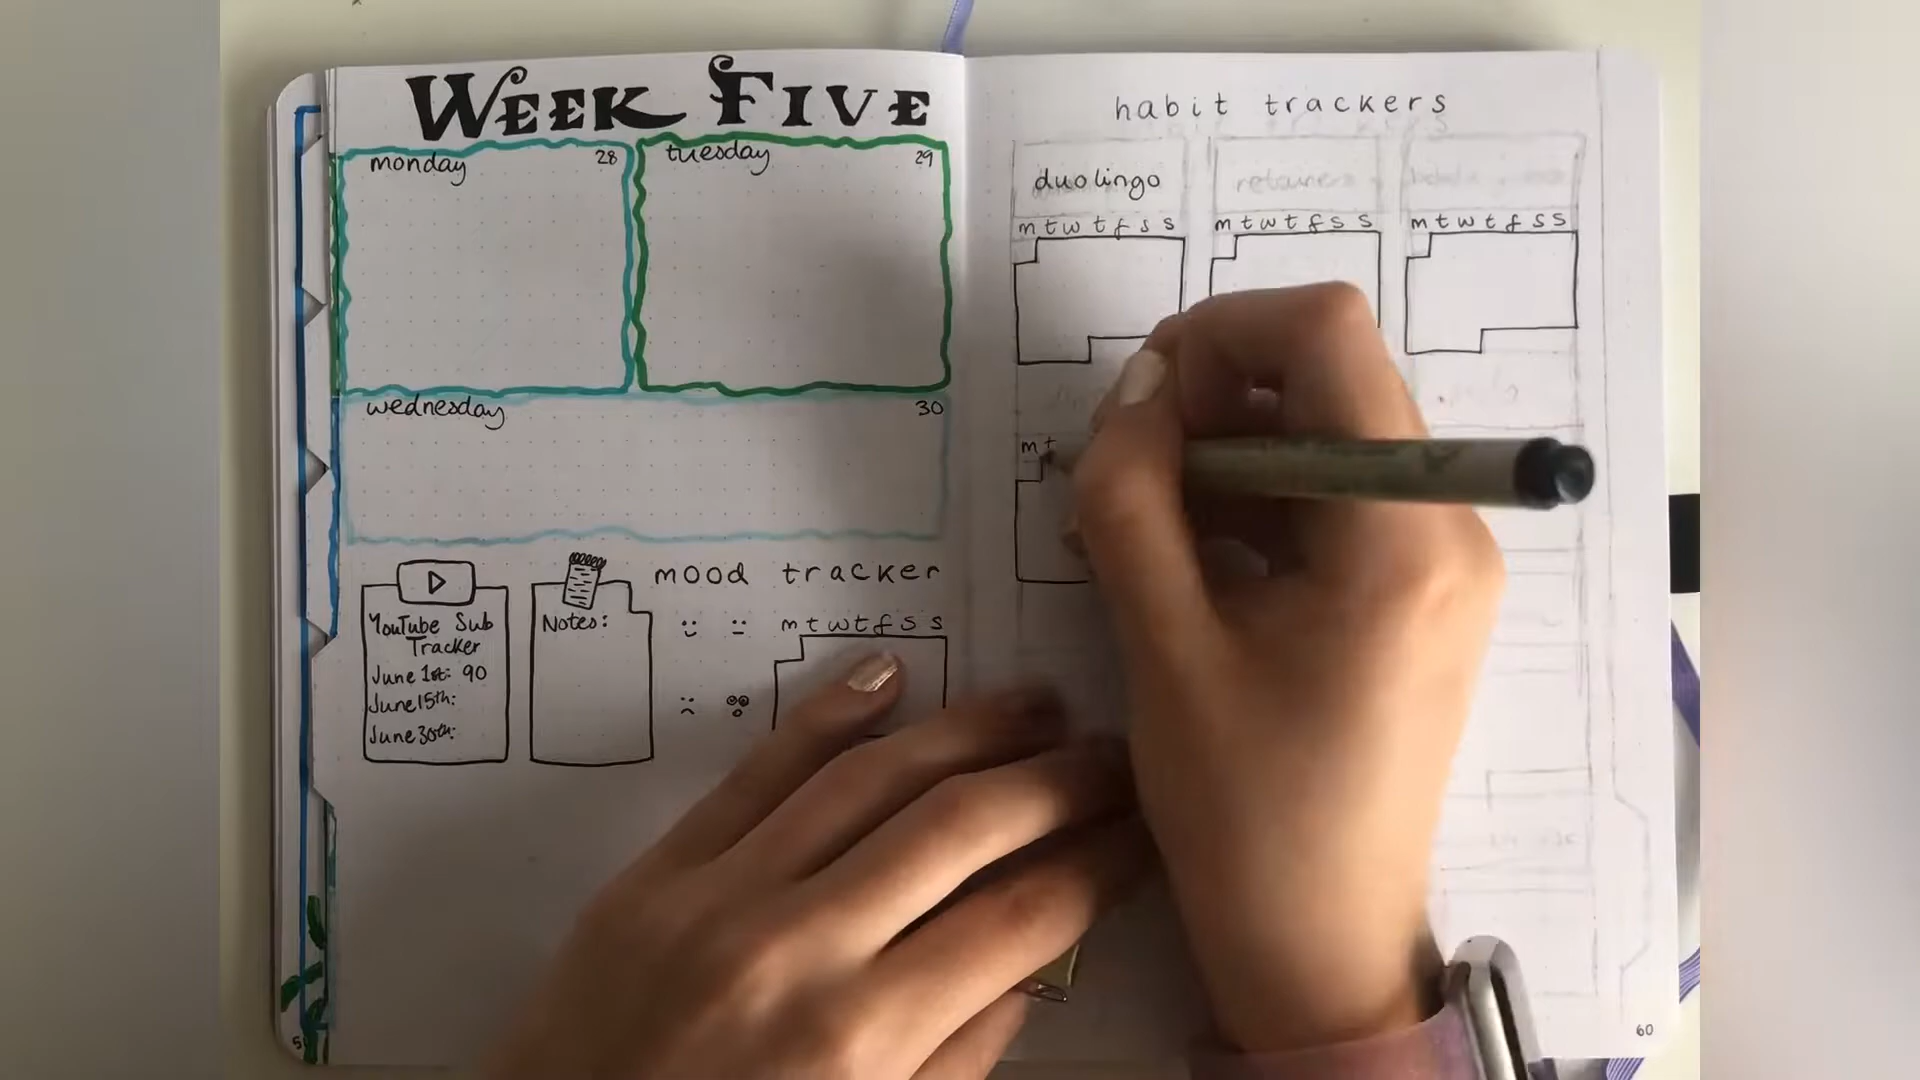 WEEK FIVE
monday 28
tuesday 29
wednesday 30
YouTube Sub
Tracker
June 1st: 90
June 15th:
June 30th:
Notes:
mood tracker
m t w t f s s
habit trackers
duolingo
retainers
m t w t f s s
m t w t f s s
m t w t f s s
m t
60